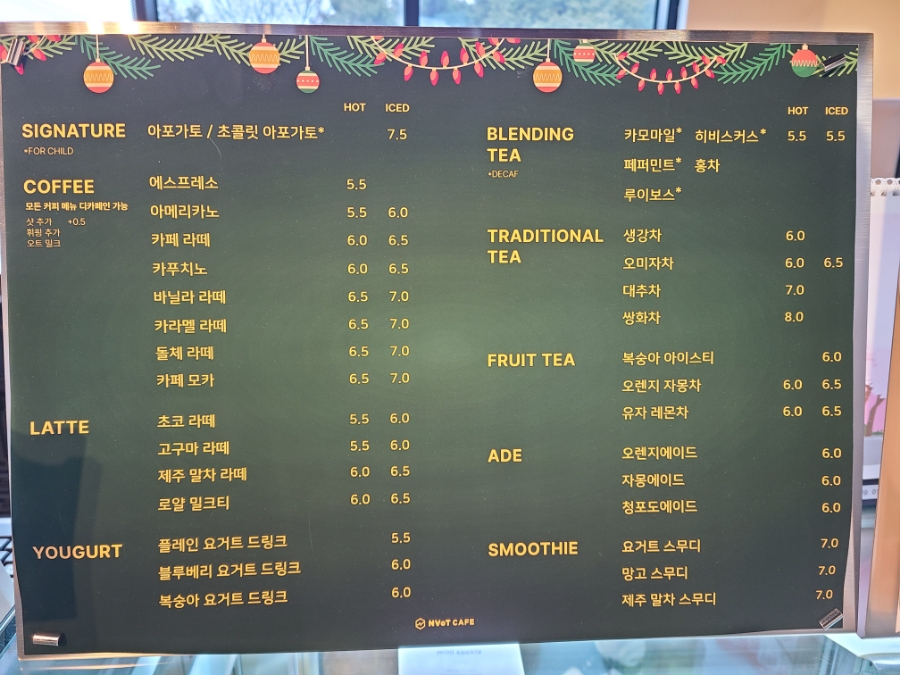 HOT ICED
SIGNATURE 아포가토 / 초콜릿 아포가토* 7.5
*FOR CHILD
COFFEE 에스프레소 5.5
모든 커피 메뉴 디카페인 가능
샷 추가 +0.5
휘핑 추가
오트 밀크
아메리카노 5.5 6.0
카페 라떼 6.0 6.5
카푸치노 6.0 6.5
바닐라 라떼 6.5 7.0
카라멜 라떼 6.5 7.0
돌체 라떼 6.5 7.0
카페 모카 6.5 7.0
LATTE 초코 라떼 5.5 6.0
고구마 라떼 5.5 6.0
제주 말차 라떼 6.0 6.5
로얄 밀크티 6.0 6.5
YOUGURT 플레인 요거트 드링크 5.5
블루베리 요거트 드링크 6.0
복숭아 요거트 드링크 6.0
HOT ICED
BLENDING TEA 카모마일* 히비스커스* 5.5 5.5
*DECAF
페퍼민트* 홍차
루이보스*
TRADITIONAL TEA 생강차 6.0
오미자차 6.0 6.5
대추차 7.0
쌍화차 8.0
FRUIT TEA 복숭아 아이스티 6.0
오렌지 자몽차 6.0 6.5
유자 레몬차 6.0 6.5
ADE 오렌지에이드 6.0
자몽에이드 6.0
청포도에이드 6.0
SMOOTHIE 요거트 스무디 7.0
망고 스무디 7.0
제주 말차 스무디 7.0
CAFE